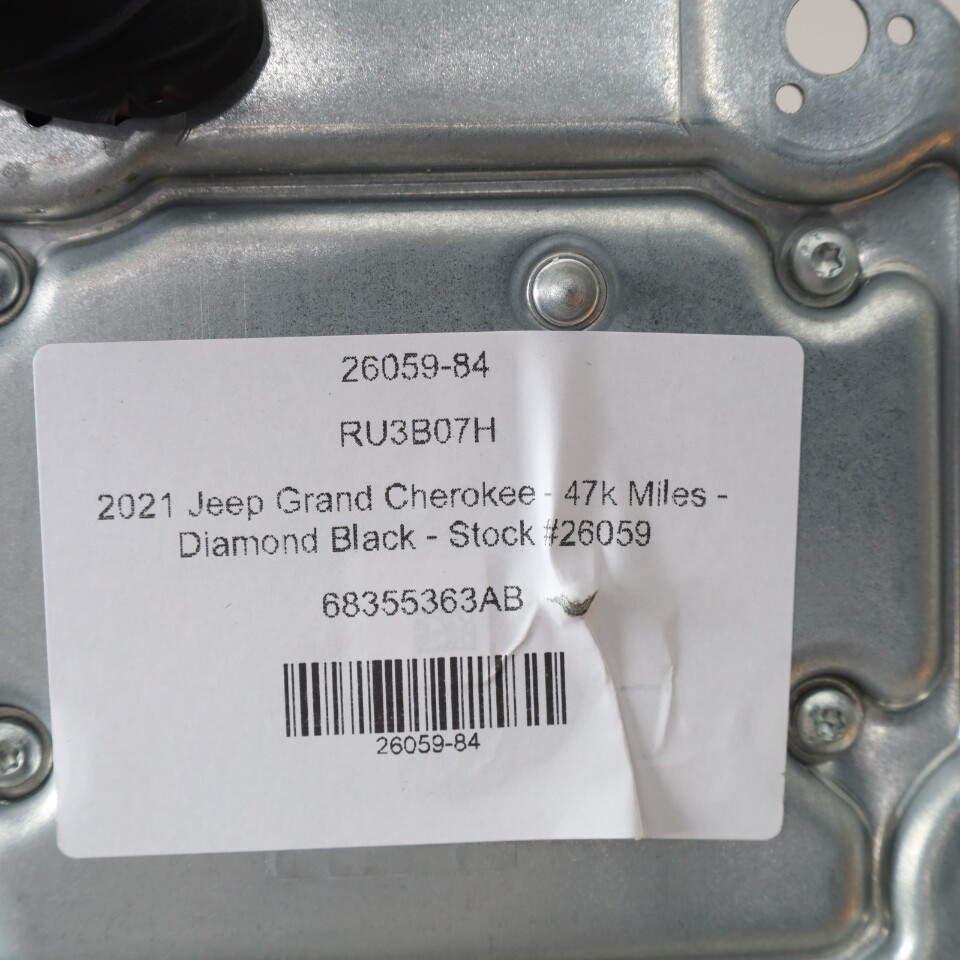 26059-84
RU3B07H
2021 Jeep Grand Cherokee - 47k Miles -
Diamond Black - Stock #26059
68355363AB
26059-84